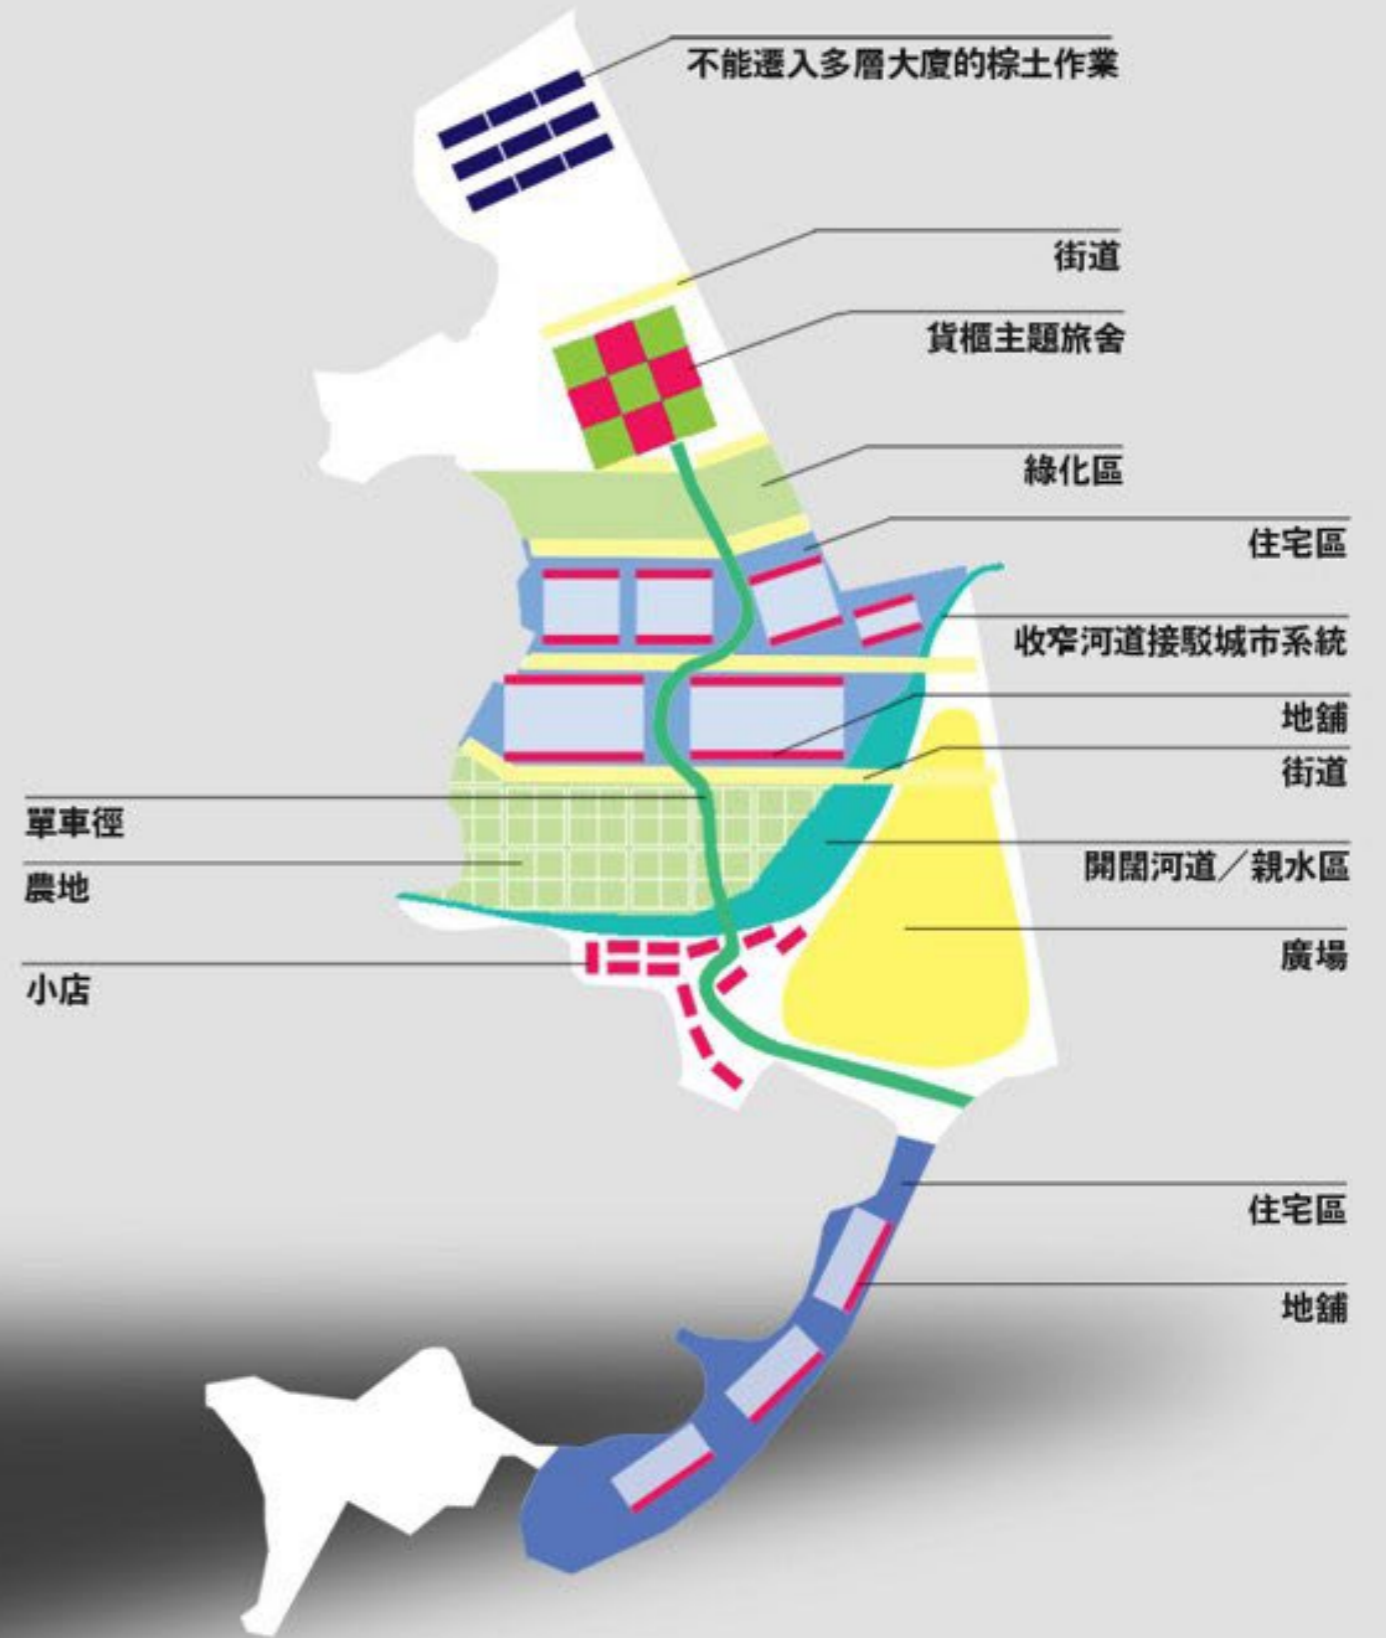 不能遷入多層大廈的棕土作業
街道
貨櫃主題旅舍
綠化區
住宅區
收窄河道接駁城市系統
地舖
街道
單車徑
開闊河道／親水區
農地
廣場
小店
住宅區
地舖